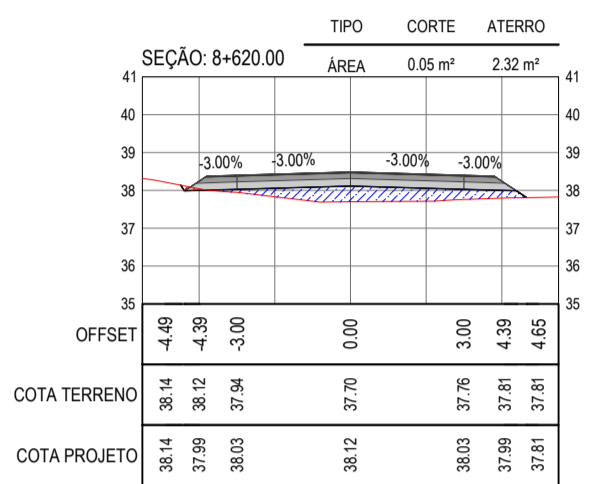 TIPO CORTE ATERRO
SEÇÃO: 8+620.00
ÁREA 0.05 m² 2.32 m²
41 41
40 40
39 39
-3.00% -3.00% -3.00% -3.00%
38 38
37 37
36 36
35 35
OFFSET -4.49 -4.39 -3.00 0.00 3.00 4.39 4.65
COTA TERRENO 38.14 38.12 37.94 37.70 37.76 37.81 37.81
COTA PROJETO 38.14 37.99 38.03 38.12 38.03 37.99 37.81